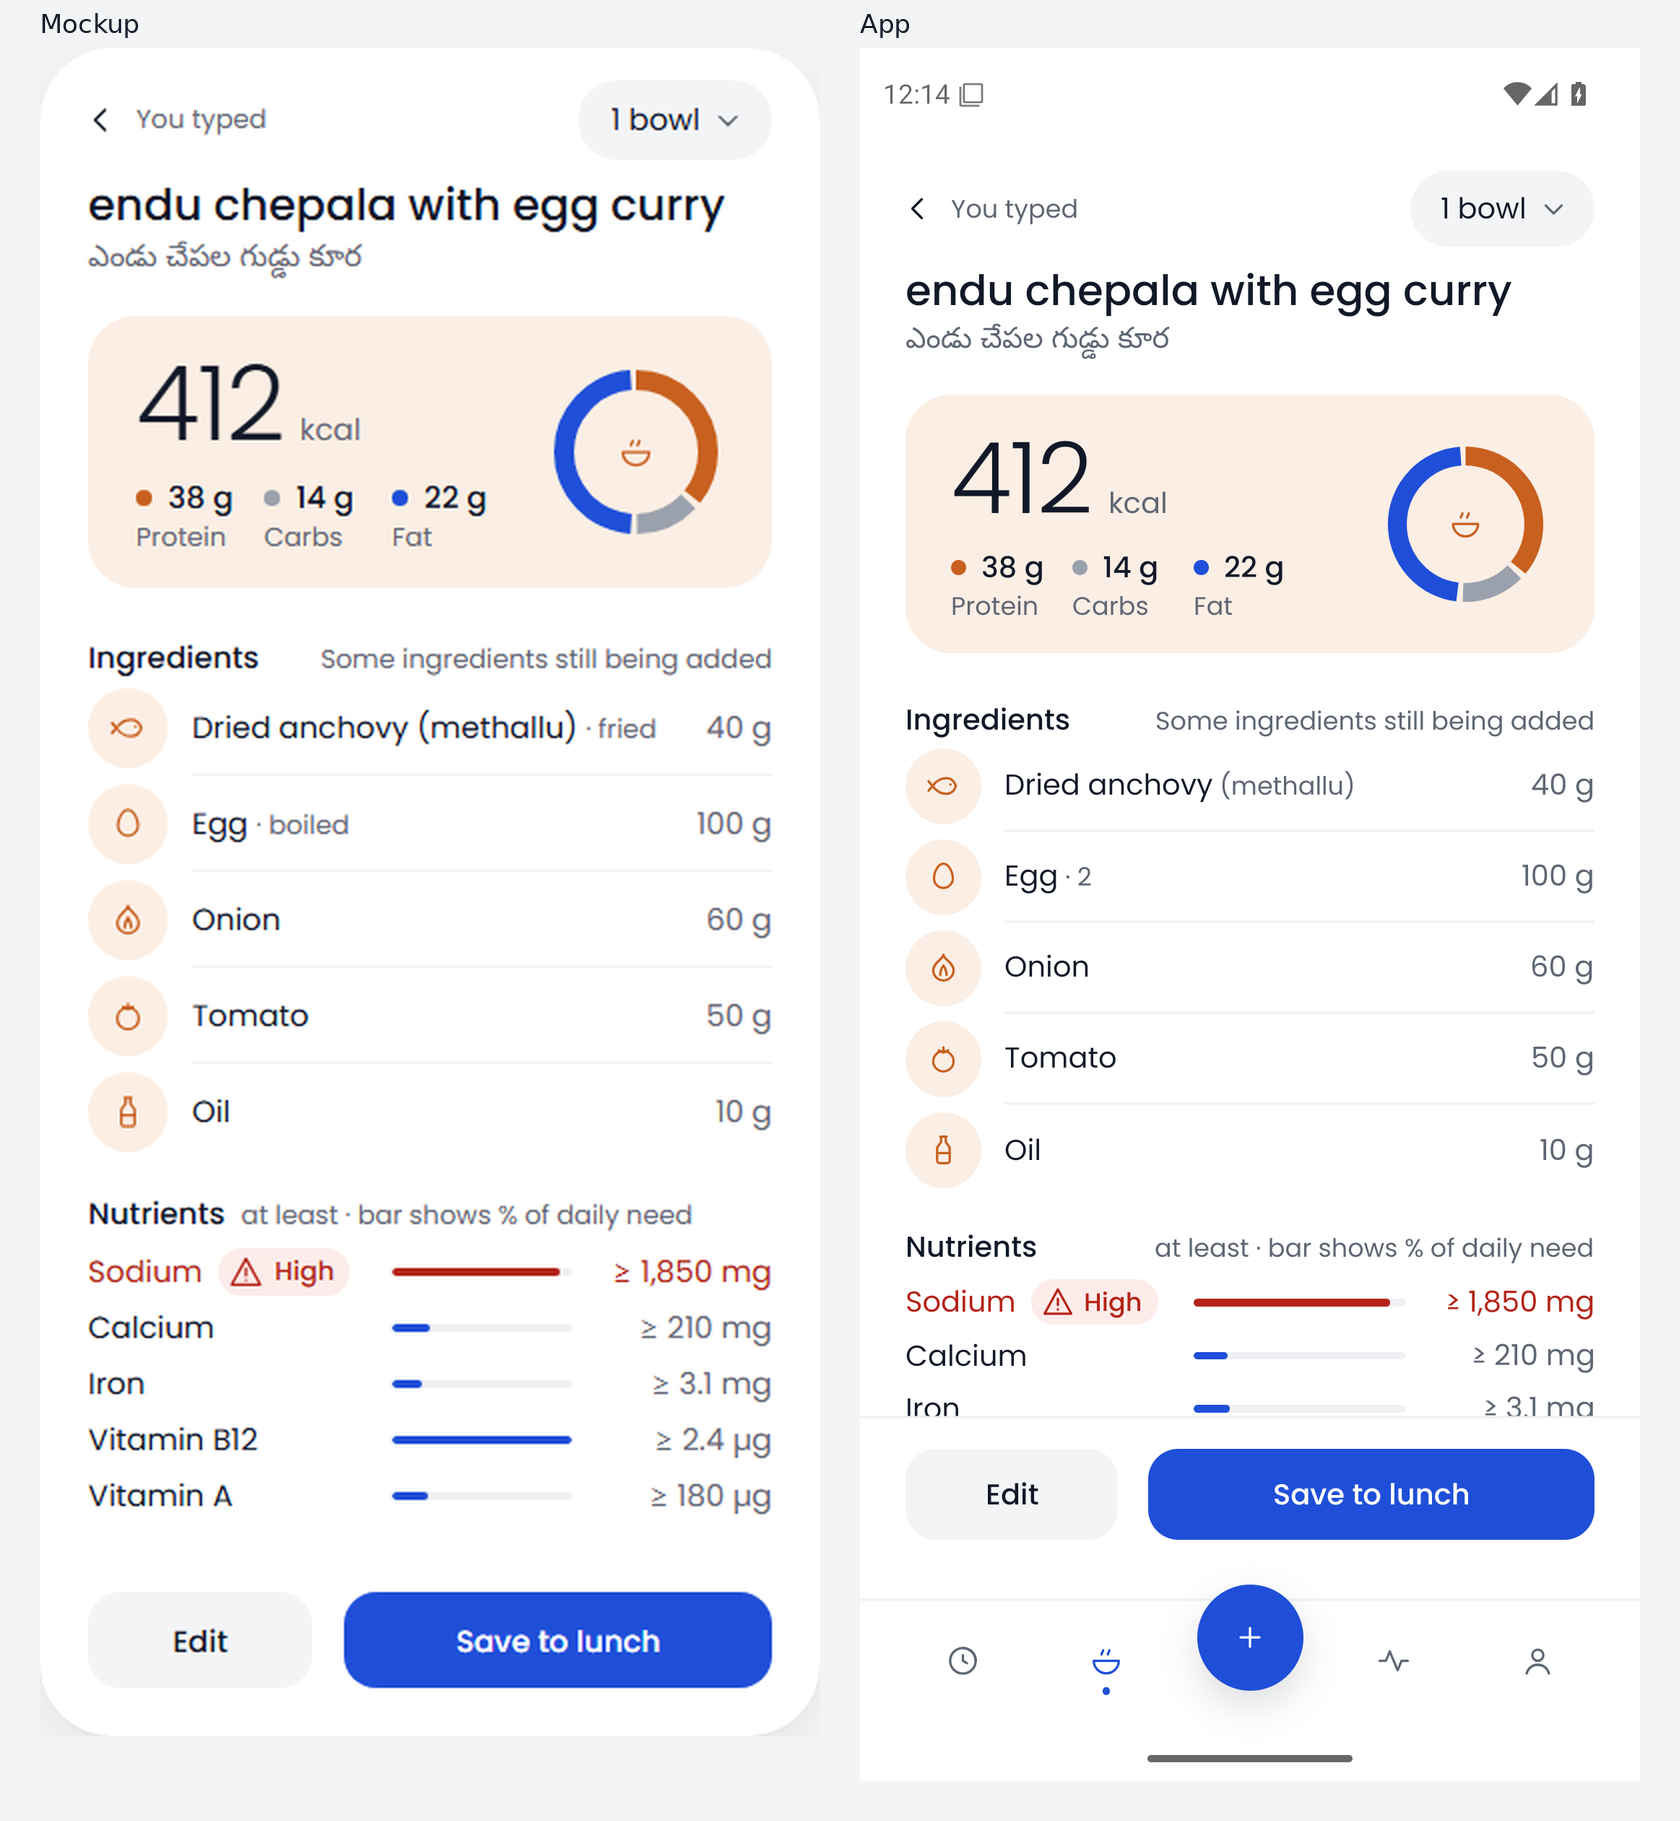 Mockup
You typed
1 bowl
endu chepala with egg curry
ఎండు చేపల గుడ్డు కూర
412 kcal
38 g 14 g 22 g
Protein Carbs Fat
Ingredients Some ingredients still being added
Dried anchovy (methallu) · fried 40 g
Egg · boiled 100 g
Onion 60 g
Tomato 50 g
Oil 10 g
Nutrients at least · bar shows % of daily need
Sodium High ≥ 1,850 mg
Calcium ≥ 210 mg
Iron ≥ 3.1 mg
Vitamin B12 ≥ 2.4 µg
Vitamin A ≥ 180 µg
Edit Save to lunch
App
12:14
You typed
1 bowl
endu chepala with egg curry
ఎండు చేపల గుడ్డు కూర
412 kcal
38 g 14 g 22 g
Protein Carbs Fat
Ingredients Some ingredients still being added
Dried anchovy (methallu) 40 g
Egg · 2 100 g
Onion 60 g
Tomato 50 g
Oil 10 g
Nutrients at least · bar shows % of daily need
Sodium High ≥ 1,850 mg
Calcium ≥ 210 mg
Iron ≥ 3.1 mg
Edit Save to lunch